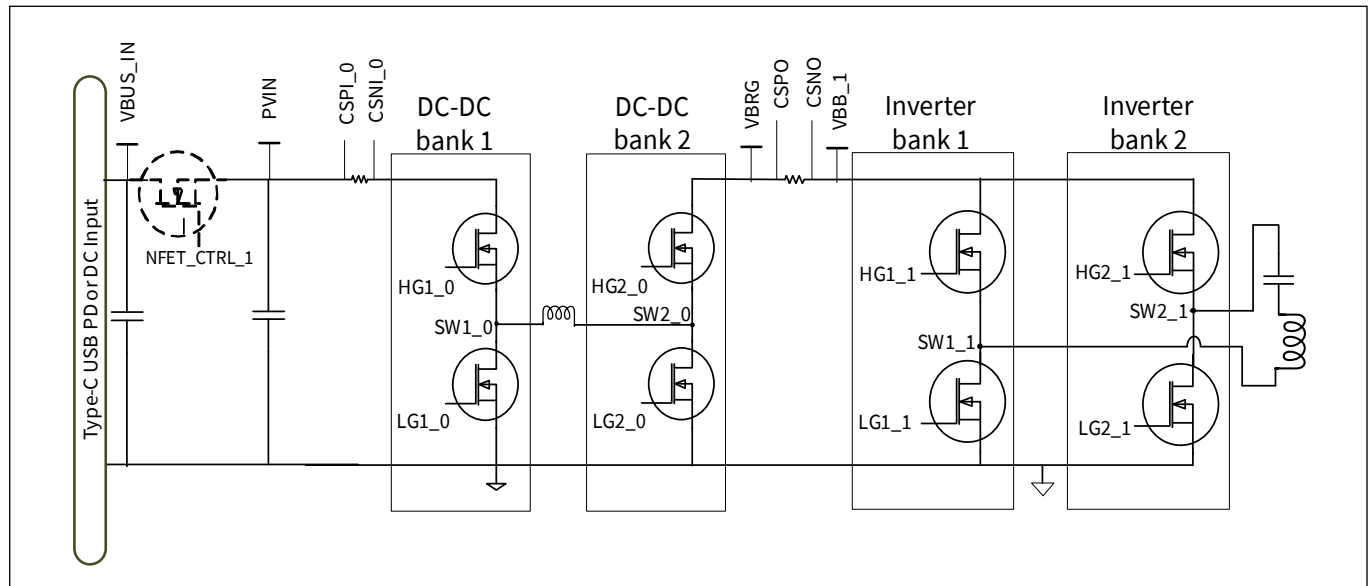 Type-C USB PD or DC Input
VBUS_IN
NFET_CTRL_1
PVIN
CSPI_0
CSNI_0
DC-DC
bank 1
HG1_0
SW1_0
LG1_0
DC-DC
bank 2
HG2_0
SW2_0
LG2_0
VBRG
CSPO
CSNO
VBB_1
Inverter
bank 1
HG1_1
SW1_1
LG1_1
Inverter
bank 2
HG2_1
SW2_1
LG2_1